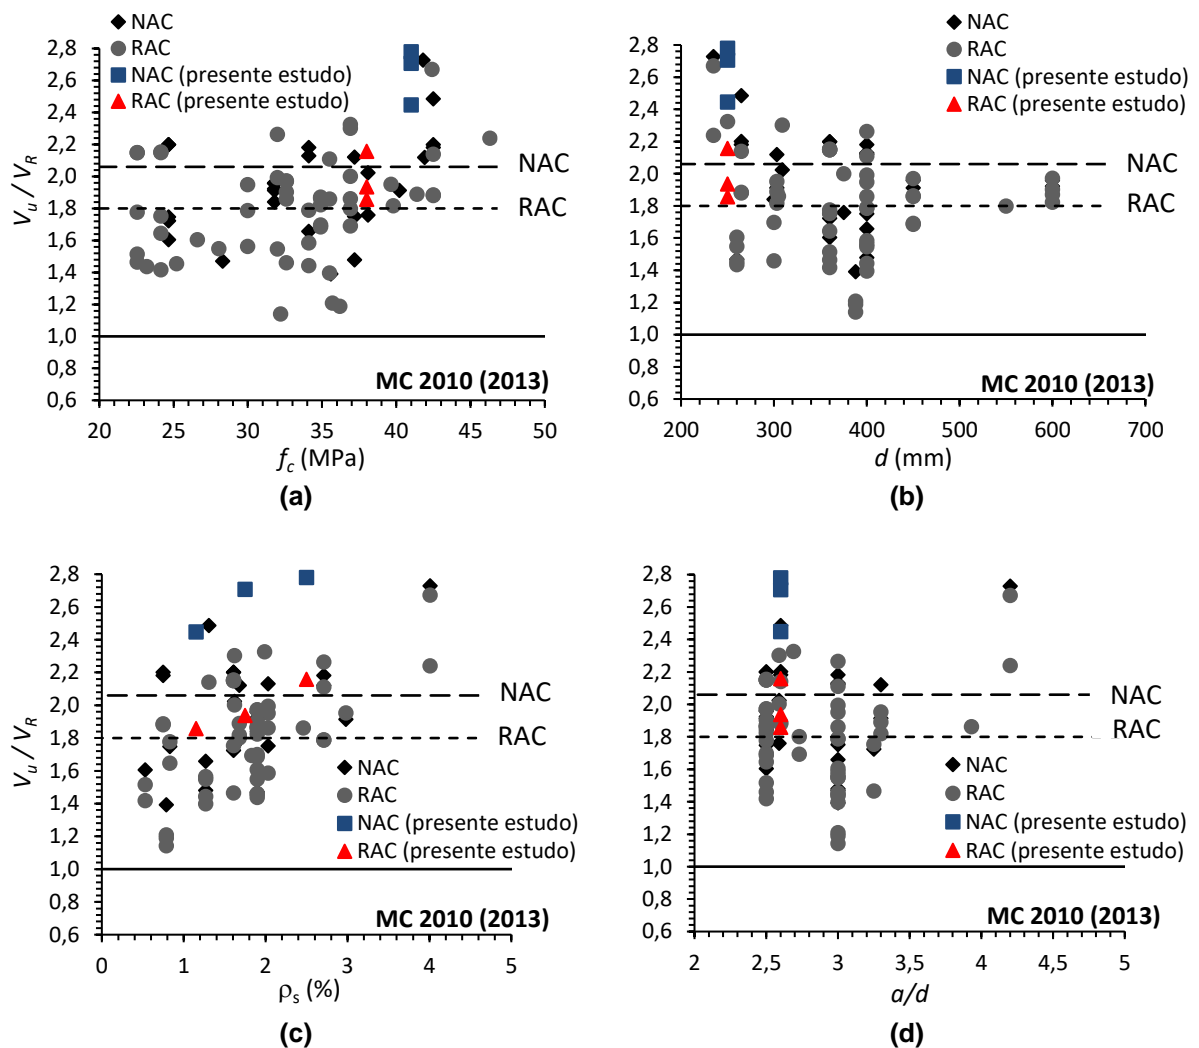 NAC
RAC
NAC (presente estudo)
RAC (presente estudo)
2,8
2,6
2,4
2,2
2,0
1,8
1,6
1,4
1,2
1,0
0,8
0,6
Vu / VR
NAC
RAC
MC 2010 (2013)
20 25 30 35 40 45 50
fc (MPa)
(a)
NAC
RAC
NAC (presente estudo)
RAC (presente estudo)
2,8
2,6
2,4
2,2
2,0
1,8
1,6
1,4
1,2
1,0
0,8
0,6
NAC
RAC
MC 2010 (2013)
200 300 400 500 600 700
d (mm)
(b)
2,8
2,6
2,4
2,2
2,0
1,8
1,6
1,4
1,2
1,0
0,8
0,6
Vu / VR
NAC
RAC
NAC
RAC
NAC (presente estudo)
RAC (presente estudo)
MC 2010 (2013)
0 1 2 3 4 5
ρs (%)
(c)
2,8
2,6
2,4
2,2
2,0
1,8
1,6
1,4
1,2
1,0
0,8
0,6
NAC
RAC
NAC
RAC
NAC (presente estudo)
RAC (presente estudo)
MC 2010 (2013)
2 2,5 3 3,5 4 4,5 5
a/d
(d)